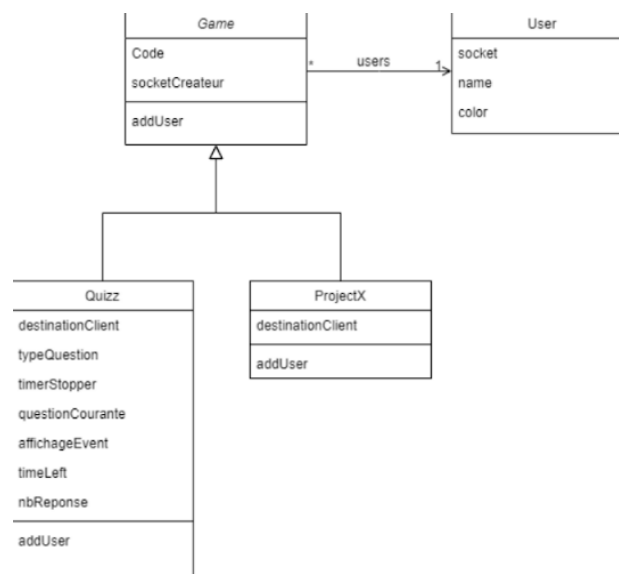 Game
Code
socketCreateur
addUser
* users 1
User
socket
name
color
Quizz
destinationClient
typeQuestion
timerStopper
questionCourante
affichageEvent
timeLeft
nbReponse
addUser
ProjectX
destinationClient
addUser